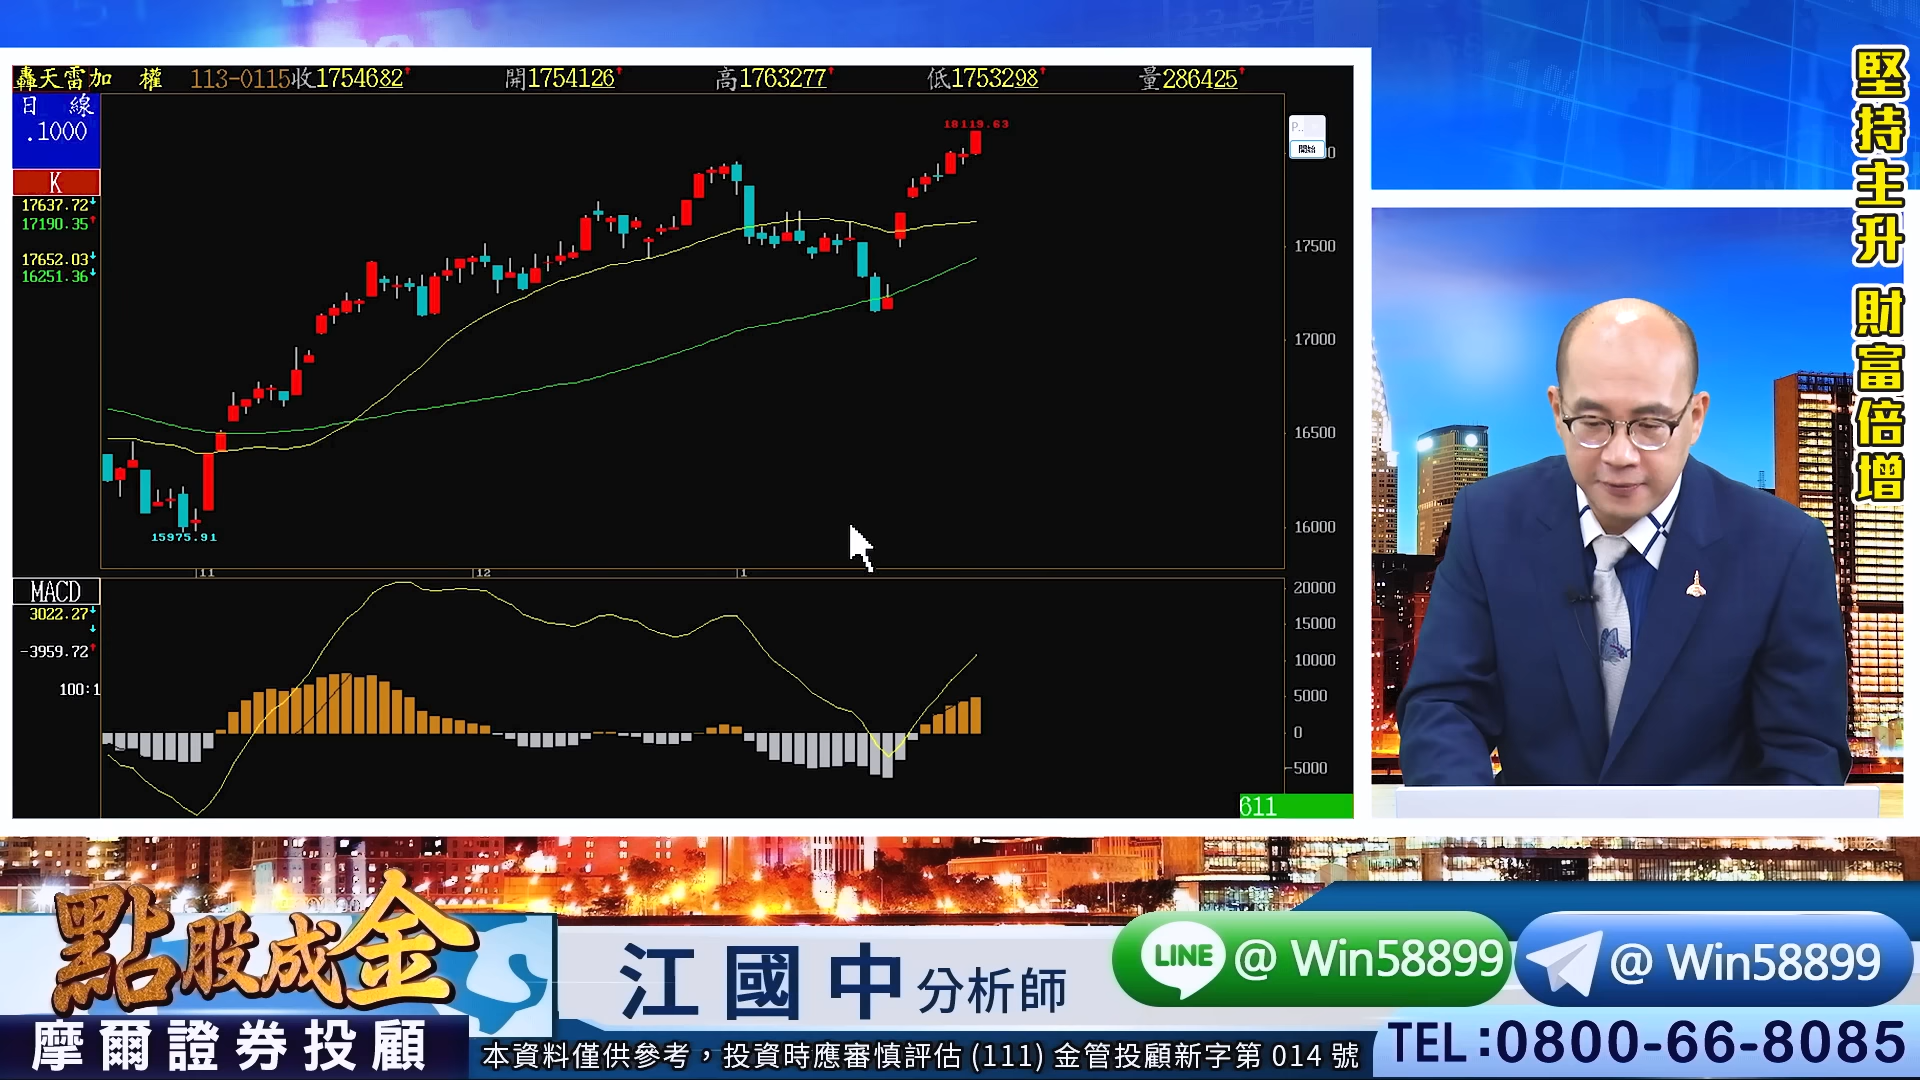 轟天雷加 權 113-0115收1754682 開1754126 高1763277 低1753298 量286425
日 線
.1000
K
17637.72
17190.35
17652.03
16251.36
18119.63
P..
開始
0
17500
17000
16500
16000
15975.91
11 12 1
MACD
3022.27
-3959.72
100:1
20000
15000
10000
5000
0
-5000
611
堅持主升 財富倍增
點股成金
摩爾證券投顧
江國中分析師
LINE @ Win58899
@ Win58899
TEL:0800-66-8085
本資料僅供參考，投資時應審慎評估 (111) 金管投顧新字第 014 號